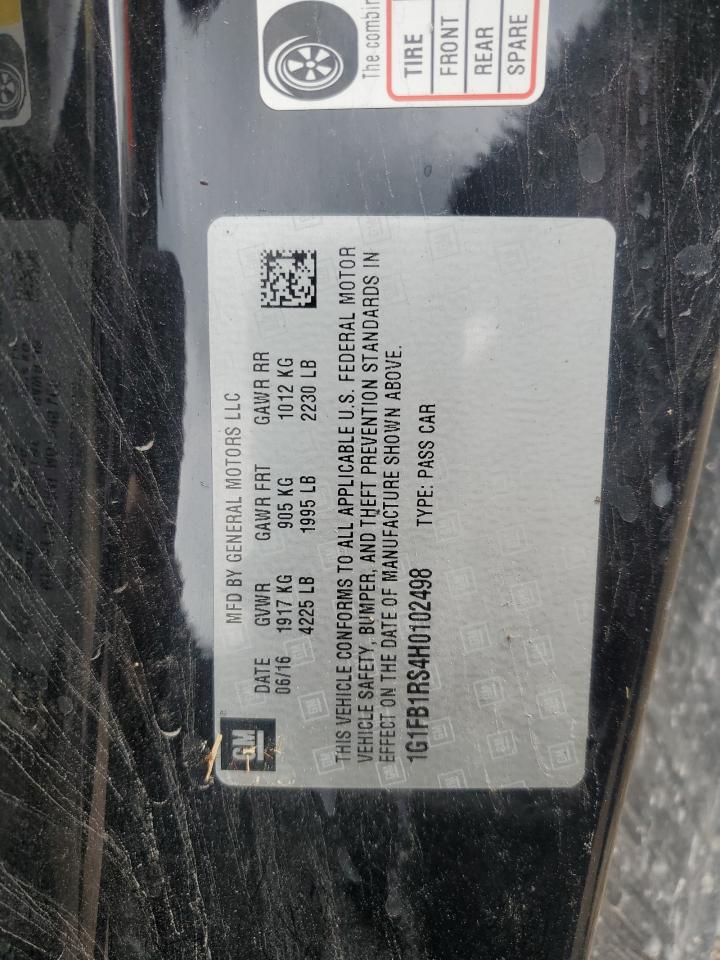 The combin
TIRE
FRONT
REAR
SPARE
GM
MFD BY GENERAL MOTORS LLC
DATE GVWR GAWR FRT GAWR RR
06/16 1917 KG 905 KG 1012 KG
4225 LB 1995 LB 2230 LB
THIS VEHICLE CONFORMS TO ALL APPLICABLE U.S. FEDERAL MOTOR
VEHICLE SAFETY, BUMPER, AND THEFT PREVENTION STANDARDS IN
EFFECT ON THE DATE OF MANUFACTURE SHOWN ABOVE.
1G1FB1RS4H0102498 TYPE: PASS CAR